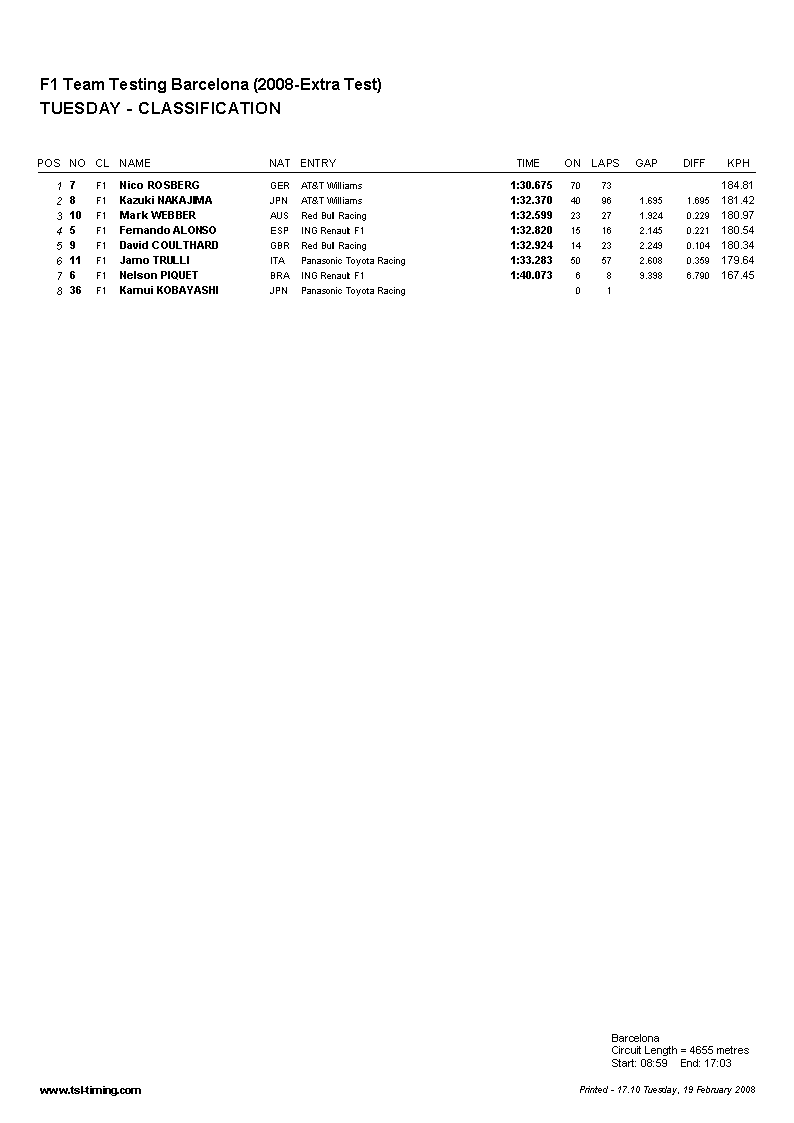 F1 Team Testing Barcelona (2008-Extra Test)
TUESDAY - CLASSIFICATION
POS NO CL NAME NAT ENTRY TIME ON LAPS GAP DIFF KPH
1 7 F1 Nico ROSBERG GER AT&T Williams 1:30.675 70 73 184.81
2 8 F1 Kazuki NAKAJIMA JPN AT&T Williams 1:32.370 40 96 1.695 1.695 181.42
3 10 F1 Mark WEBBER AUS Red Bull Racing 1:32.599 23 27 1.924 0.229 180.97
4 5 F1 Fernando ALONSO ESP ING Renault F1 1:32.820 15 16 2.145 0.221 180.54
5 9 F1 David COULTHARD GBR Red Bull Racing 1:32.924 14 23 2.249 0.104 180.34
6 11 F1 Jarno TRULLI ITA Panasonic Toyota Racing 1:33.283 50 57 2.608 0.359 179.64
7 6 F1 Nelson PIQUET BRA ING Renault F1 1:40.073 6 8 9.398 6.790 167.45
8 36 F1 Kamui KOBAYASHI JPN Panasonic Toyota Racing 0 1
Barcelona
Circuit Length = 4655 metres
Start: 08:59 End: 17:03
www.tsl-timing.com Printed - 17.10 Tuesday, 19 February 2008